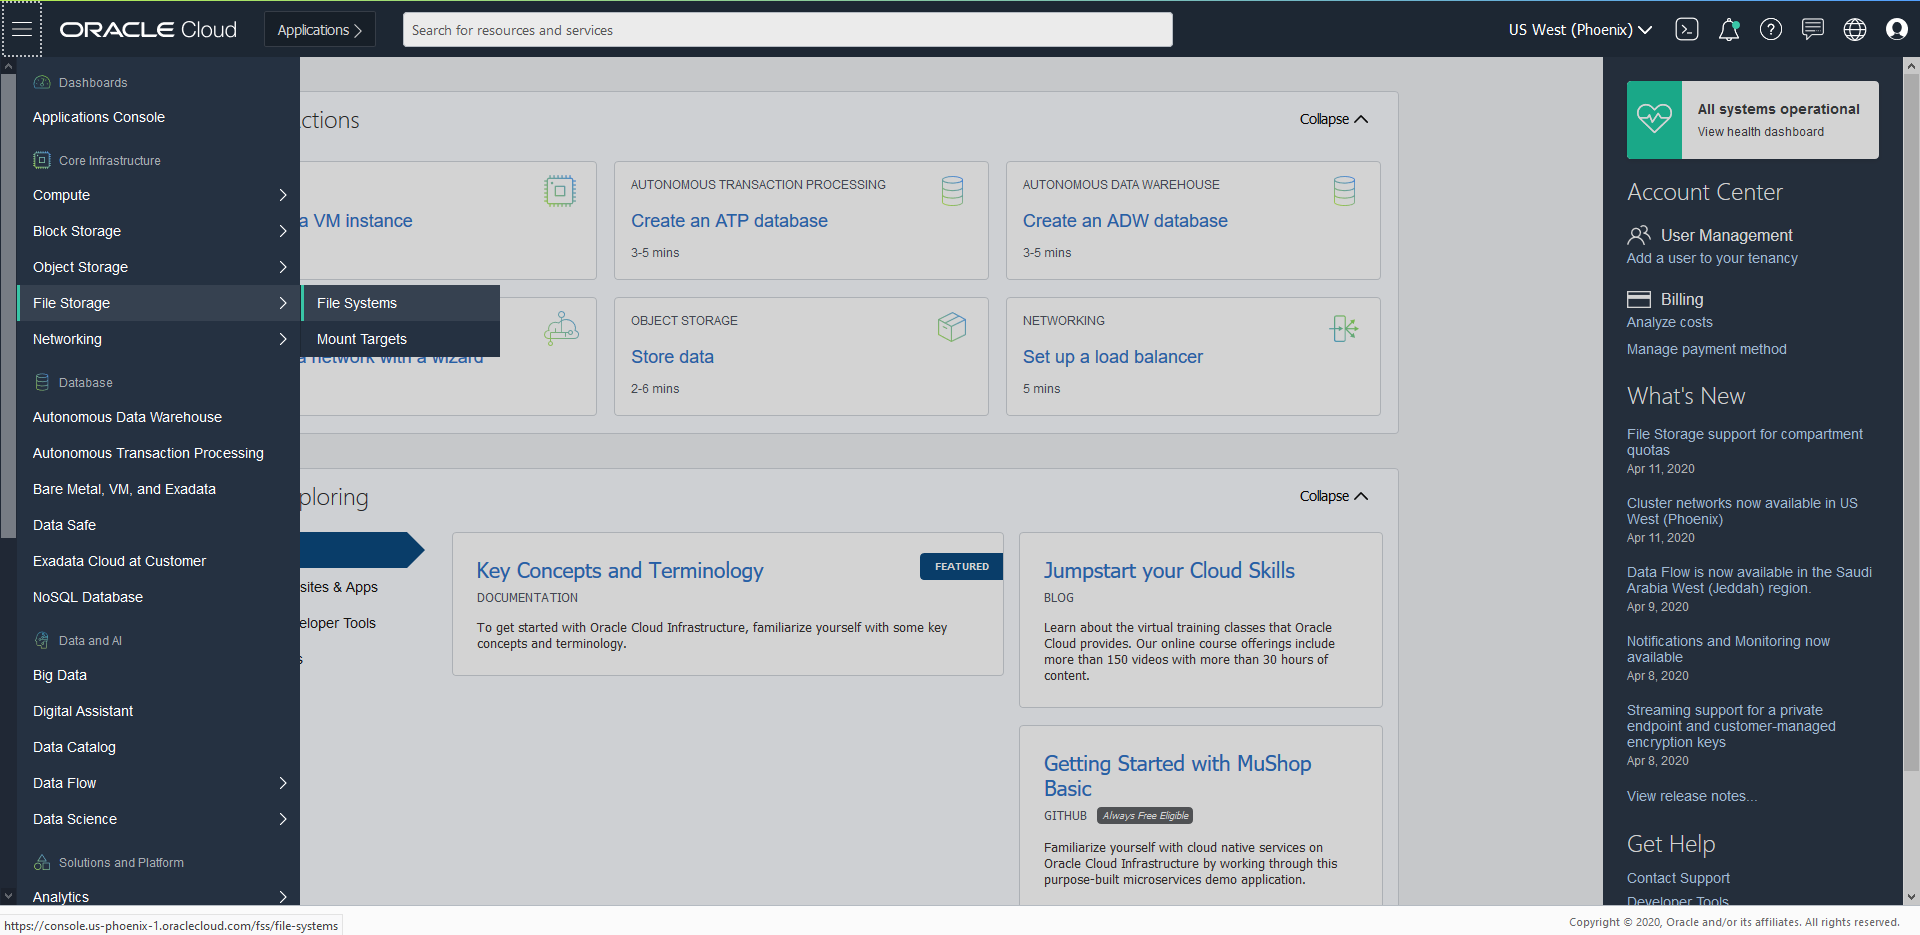 ORACLE Cloud
Applications
Search for resources and services
US West (Phoenix)
Dashboards
Applications Console
Core Infrastructure
Compute
Block Storage
Object Storage
File Storage
Networking
Database
Autonomous Data Warehouse
Autonomous Transaction Processing
Bare Metal, VM, and Exadata
Data Safe
Exadata Cloud at Customer
NoSQL Database
Data and AI
Big Data
Digital Assistant
Data Catalog
Data Flow
Data Science
Solutions and Platform
Analytics
File Systems
Mount Targets
ctions
Collapse
a VM instance
AUTONOMOUS TRANSACTION PROCESSING
Create an ATP database
3-5 mins
AUTONOMOUS DATA WAREHOUSE
Create an ADW database
3-5 mins
a network with a wizard
OBJECT STORAGE
Store data
2-6 mins
NETWORKING
Set up a load balancer
5 mins
ploring
Collapse
sites & Apps
eloper Tools
s
Key Concepts and Terminology
FEATURED
DOCUMENTATION
To get started with Oracle Cloud Infrastructure, familiarize yourself with some key
concepts and terminology.
Jumpstart your Cloud Skills
BLOG
Learn about the virtual training classes that Oracle
Cloud provides. Our online course offerings include
more than 150 videos with more than 30 hours of
content.
Getting Started with MuShop
Basic
GITHUB Always Free Eligible
Familiarize yourself with cloud native services on
Oracle Cloud Infrastructure by working through this
purpose-built microservices demo application.
All systems operational
View health dashboard
Account Center
User Management
Add a user to your tenancy
Billing
Analyze costs
Manage payment method
What's New
File Storage support for compartment
quotas
Apr 11, 2020
Cluster networks now available in US
West (Phoenix)
Apr 11, 2020
Data Flow is now available in the Saudi
Arabia West (Jeddah) region.
Apr 9, 2020
Notifications and Monitoring now
available
Apr 8, 2020
Streaming support for a private
endpoint and customer-managed
encryption keys
Apr 8, 2020
View release notes...
Get Help
Contact Support
Developer Tools
https://console.us-phoenix-1.oraclecloud.com/fss/file-systems
Copyright © 2020, Oracle and/or its affiliates. All rights reserved.